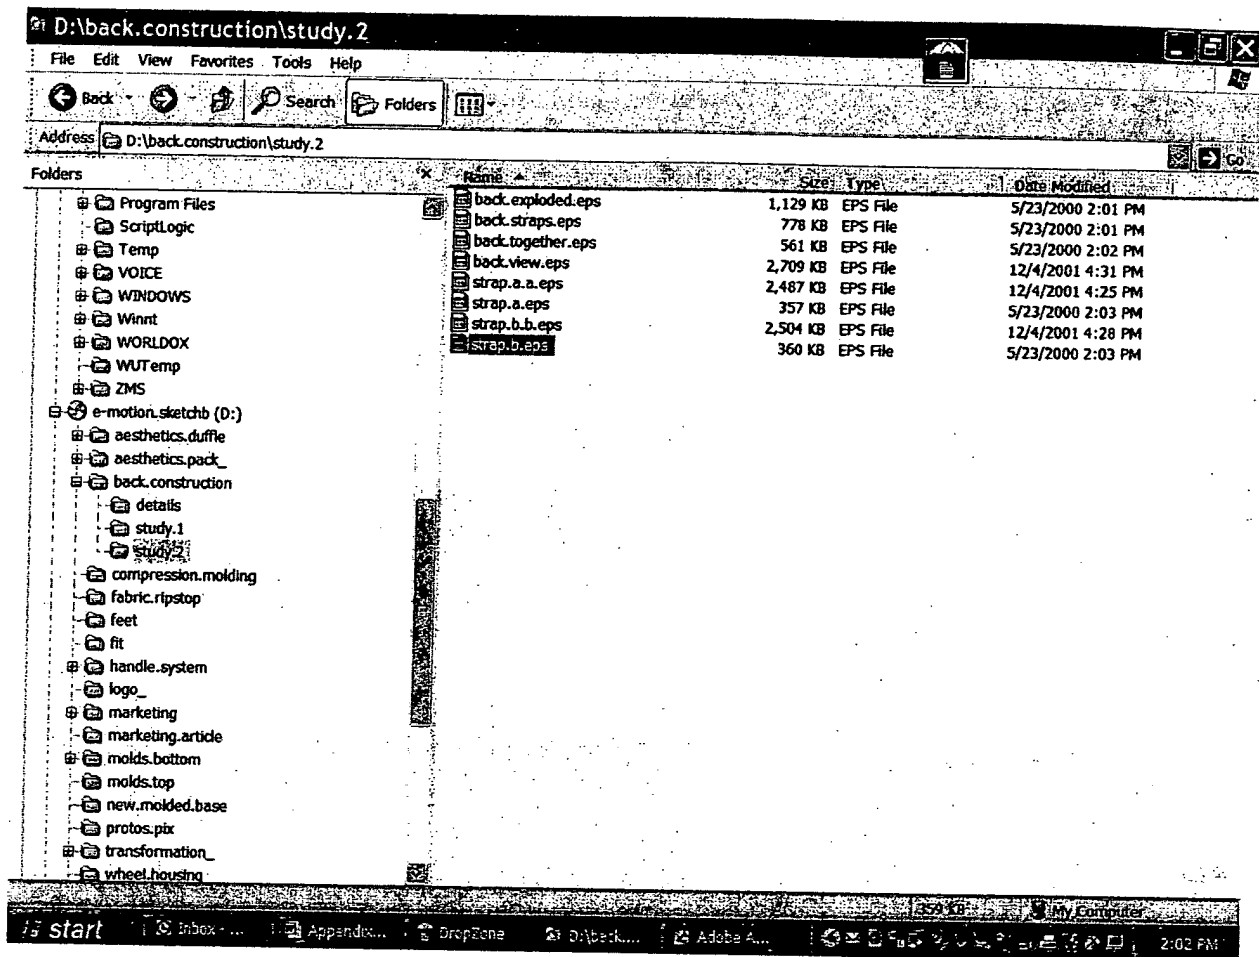 D:\back.construction\study.2
File Edit View Favorites Tools Help
Back Search Folders
Address D:\back.construction\study.2 Go
Folders
Program Files
ScriptLogic
Temp
VOICE
WINDOWS
Winnt
WORLDOX
WUTemp
ZMS
e-motion.sketchb (D:)
aesthetics.duffle
aesthetics.pack_
back.construction
details
study.1
study.2
compression.molding
fabric.ripstop
feet
fit
handle.system
logo_
marketing
marketing.article
molds.bottom
molds.top
new.molded.base
protos.pix
transformation_
wheel.housing
Name Size Type Date Modified
back.exploded.eps 1,129 KB EPS File 5/23/2000 2:01 PM
back.straps.eps 778 KB EPS File 5/23/2000 2:01 PM
back.together.eps 561 KB EPS File 5/23/2000 2:02 PM
back.view.eps 2,709 KB EPS File 12/4/2001 4:31 PM
strap.a.a.eps 2,487 KB EPS File 12/4/2001 4:25 PM
strap.a.eps 357 KB EPS File 5/23/2000 2:03 PM
strap.b.b.eps 2,504 KB EPS File 12/4/2001 4:28 PM
strap.b.eps 360 KB EPS File 5/23/2000 2:03 PM
359 KB My Computer
start Inbox - ... Appendix... DropZone D:\back.... Adobe A... 2:02 PM